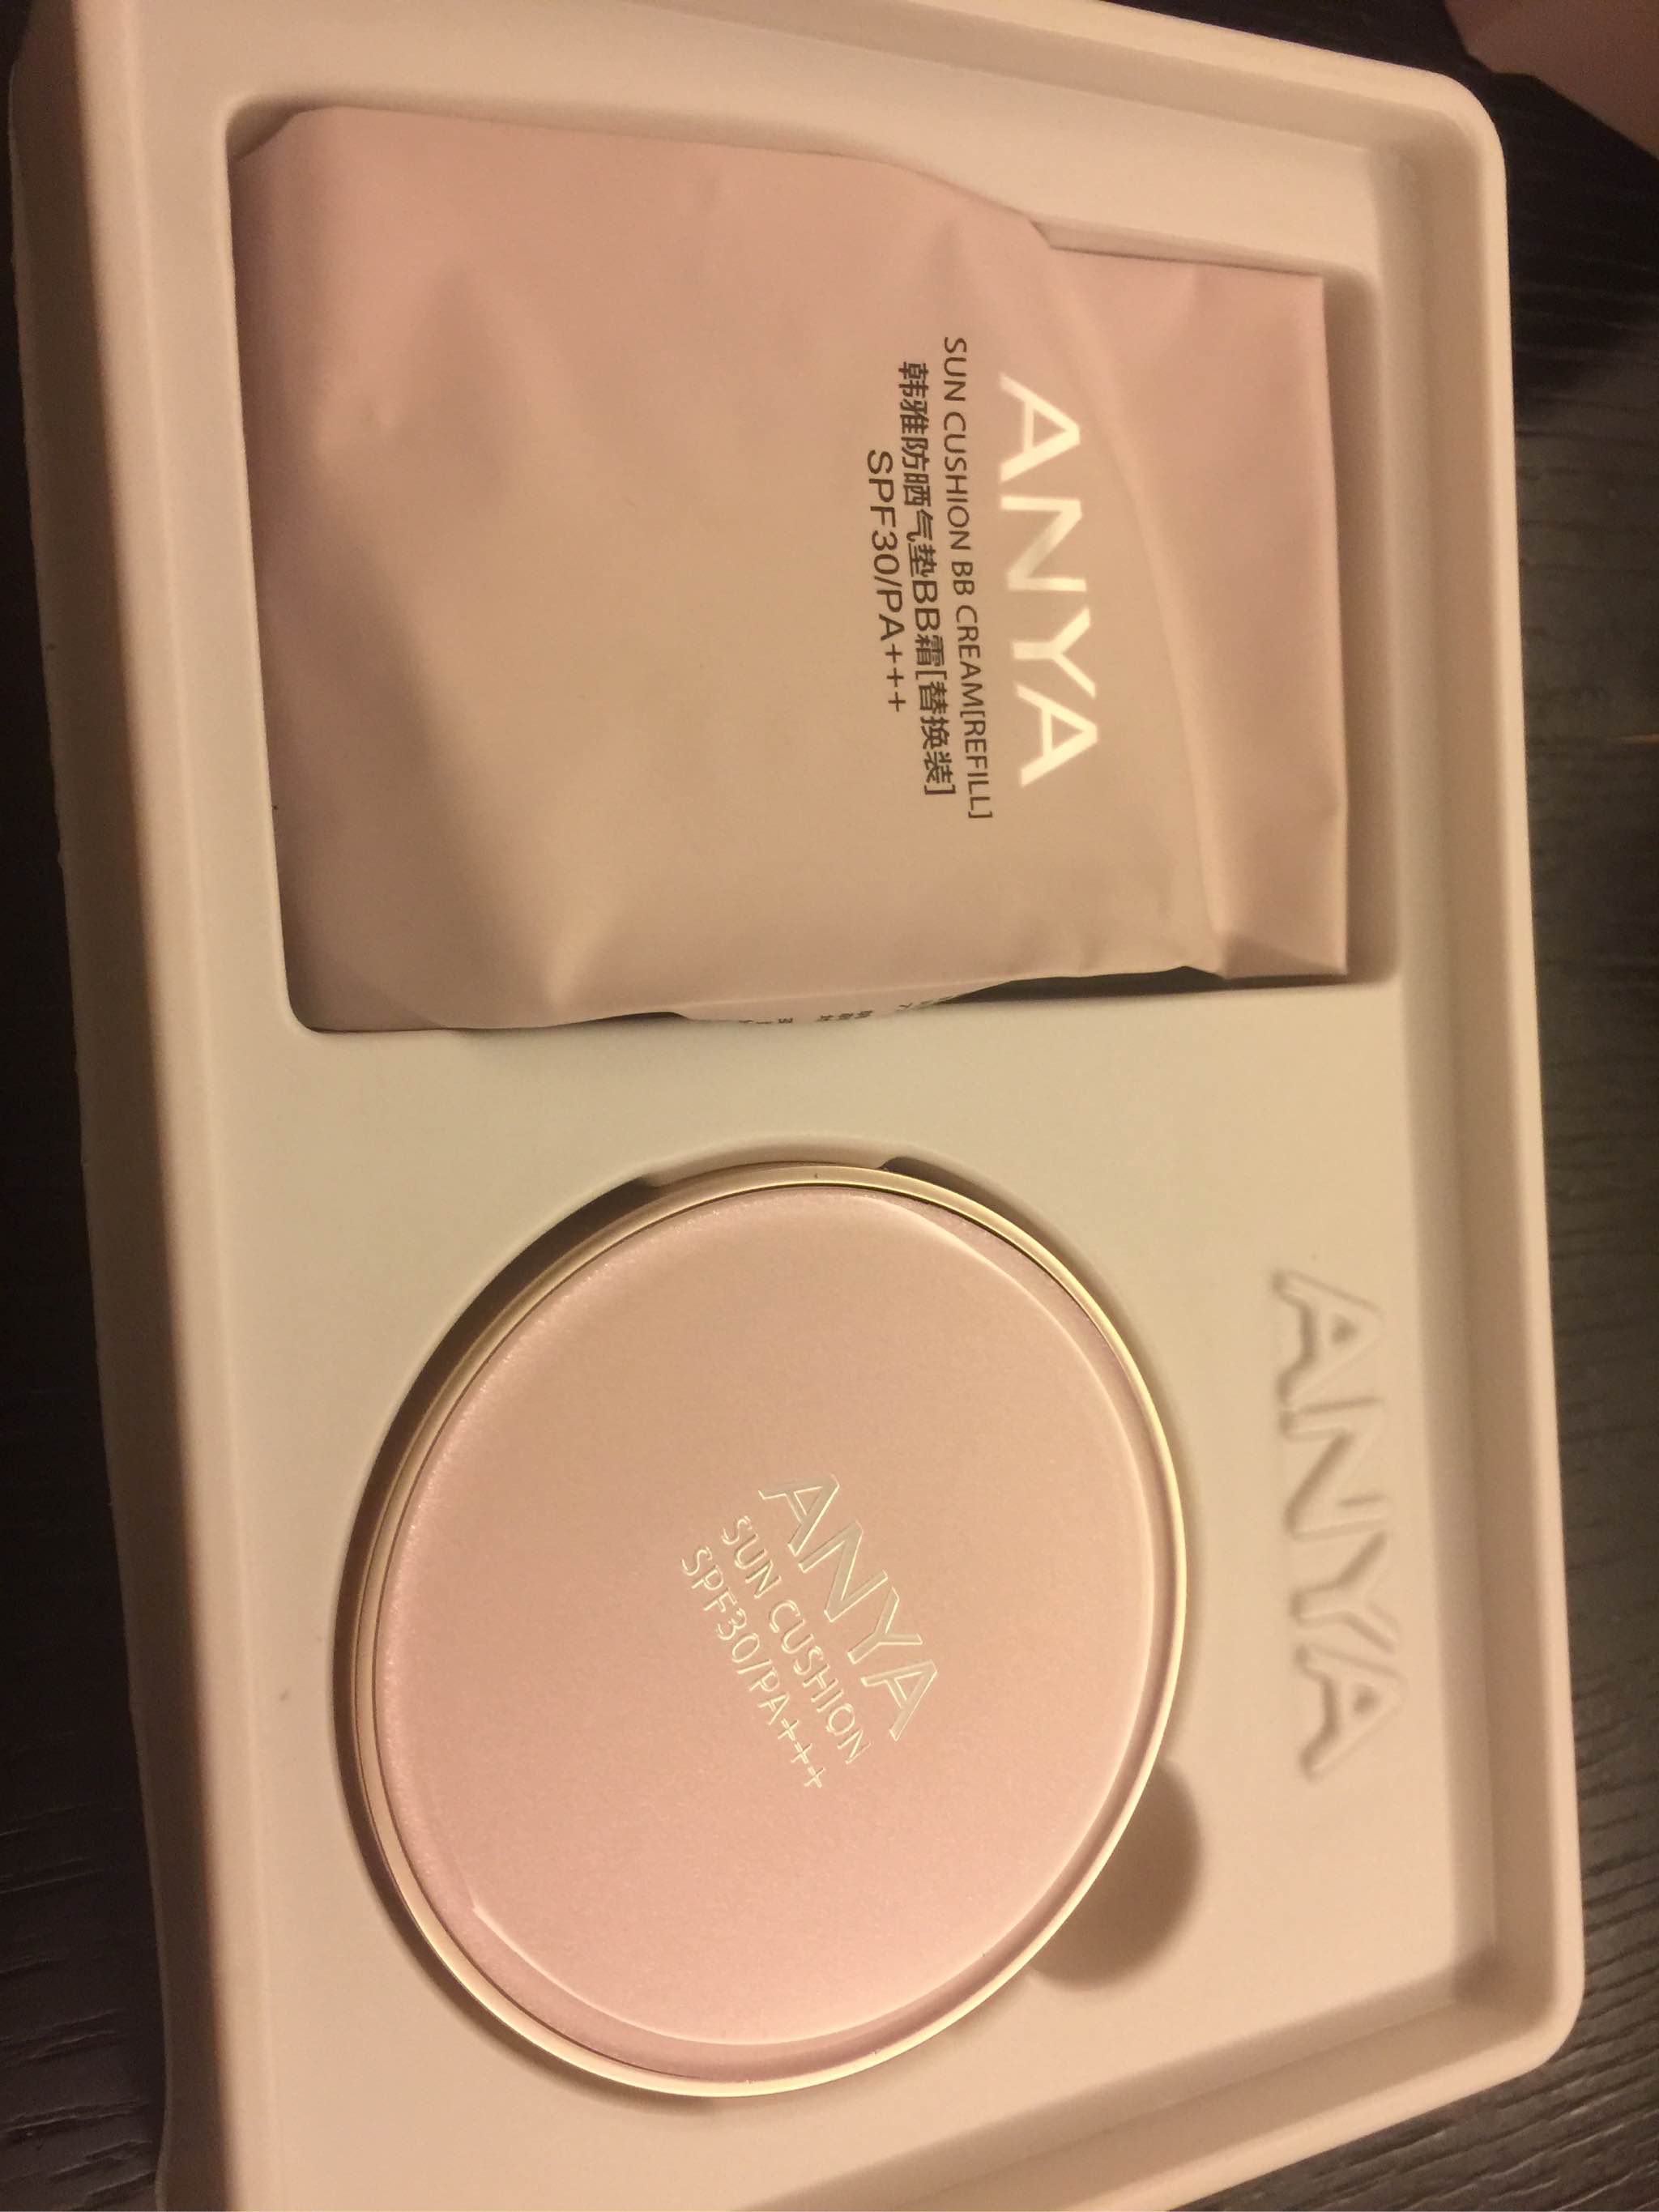 ANYA
SUN CUSHION BB CREAM[REFILL]
韩雅防晒气垫BB霜[替换装]
SPF30/PA+++
ANYA
ANYA
SUN CUSHION
SPF30/PA+++